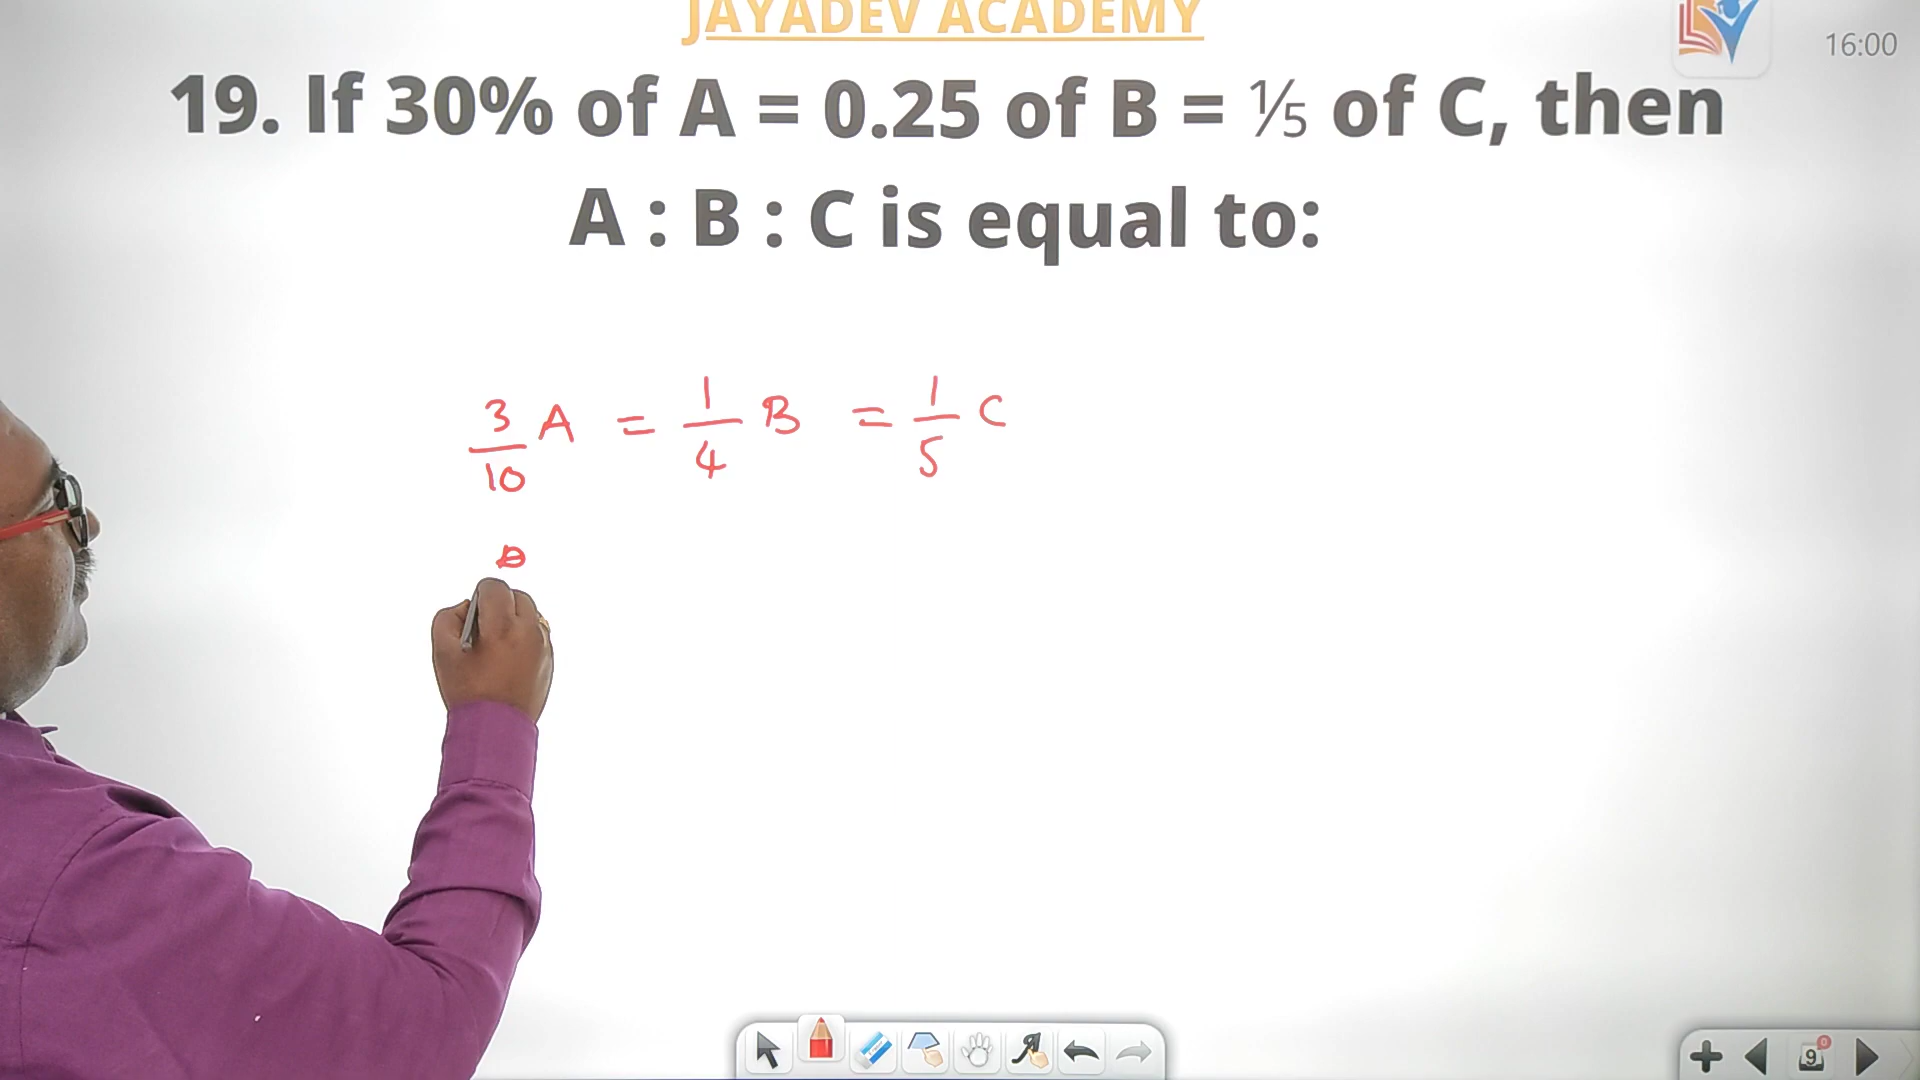 JAYADEV ACADEMY
16:00
19. If 30% of A = 0.25 of B = ⅕ of C, then
A : B : C is equal to:
3/10 A = 1/4 B = 1/5 C
9
0